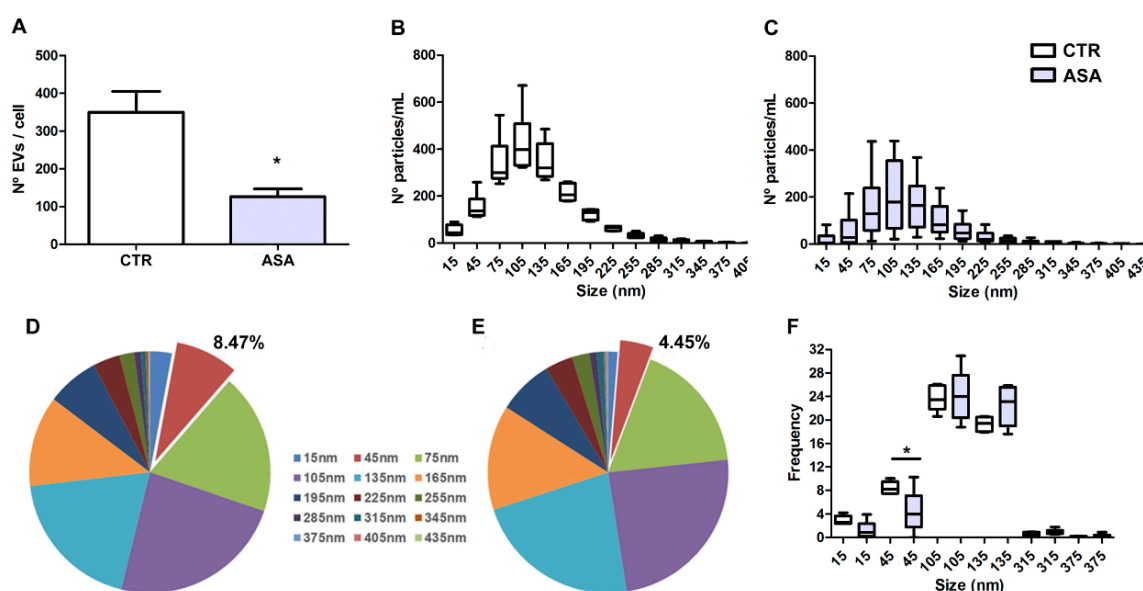 A
Nº EVs / cell
500
400
300
200
100
0
*
CTR
ASA
B
Nº particles/mL
800
600
400
200
0
15 45 75 105 135 165 195 225 255 285 315 345 375 405
Size (nm)
C
CTR
ASA
Nº particles/mL
800
600
400
200
0
15 45 75 105 135 165 195 225 255 285 315 345 375 405 435
Size (nm)
D
8.47%
E
4.45%
15nm 45nm 75nm
105nm 135nm 165nm
195nm 225nm 255nm
285nm 315nm 345nm
375nm 405nm 435nm
F
Frequency
32
28
24
20
16
12
8
4
0
*
15 15 45 45 105 105 135 135 315 315 375 375
Size (nm)